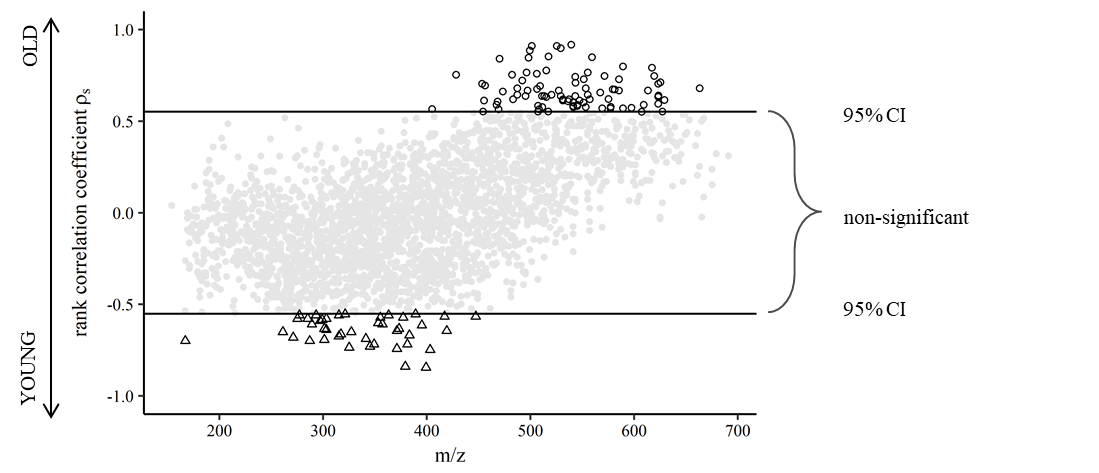 OLD
YOUNG
rank correlation coefficient ρs
1.0
0.5
0.0
-0.5
-1.0
200 300 400 500 600 700
m/z
95% CI
non-significant
95% CI